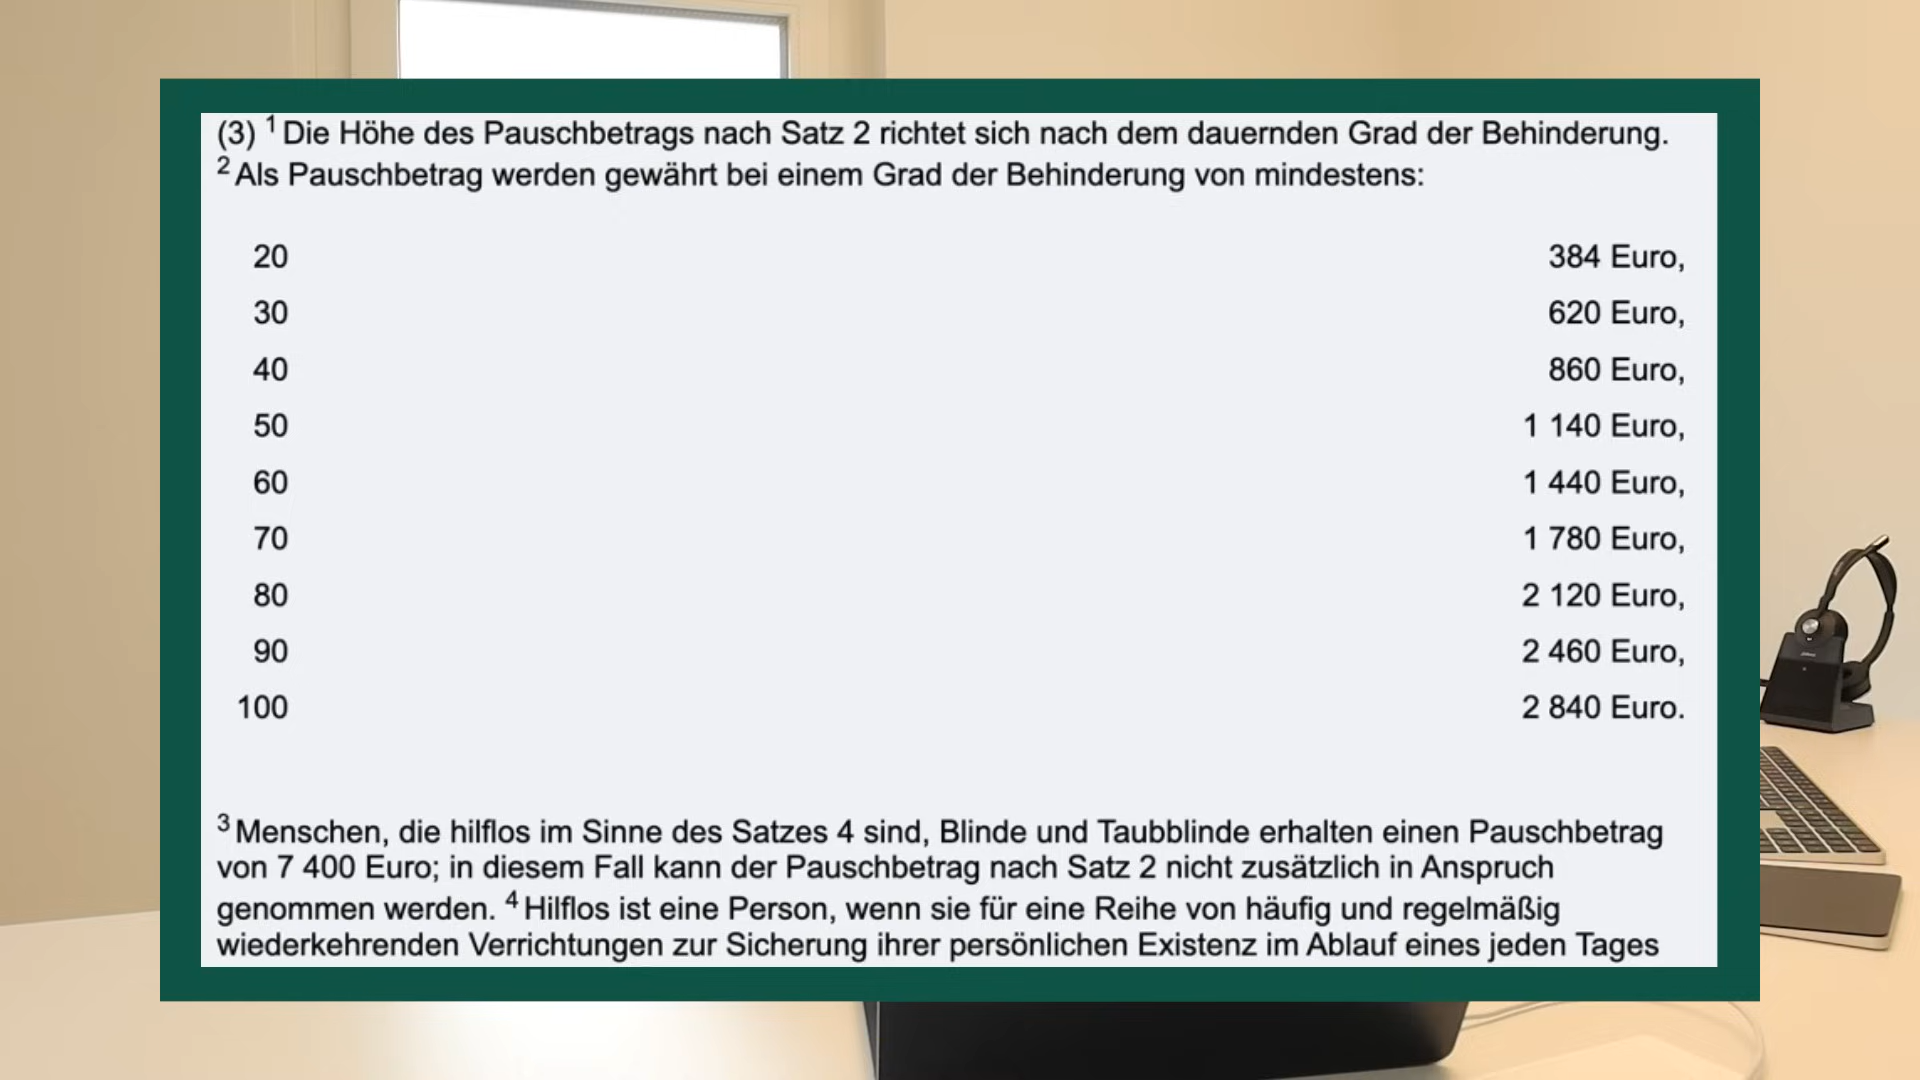 (3) ¹ Die Höhe des Pauschbetrags nach Satz 2 richtet sich nach dem dauernden Grad der Behinderung.
² Als Pauschbetrag werden gewährt bei einem Grad der Behinderung von mindestens:
20 384 Euro,
30 620 Euro,
40 860 Euro,
50 1 140 Euro,
60 1 440 Euro,
70 1 780 Euro,
80 2 120 Euro,
90 2 460 Euro,
100 2 840 Euro.
³ Menschen, die hilflos im Sinne des Satzes 4 sind, Blinde und Taubblinde erhalten einen Pauschbetrag
von 7 400 Euro; in diesem Fall kann der Pauschbetrag nach Satz 2 nicht zusätzlich in Anspruch
genommen werden. ⁴ Hilflos ist eine Person, wenn sie für eine Reihe von häufig und regelmäßig
wiederkehrenden Verrichtungen zur Sicherung ihrer persönlichen Existenz im Ablauf eines jeden Tages